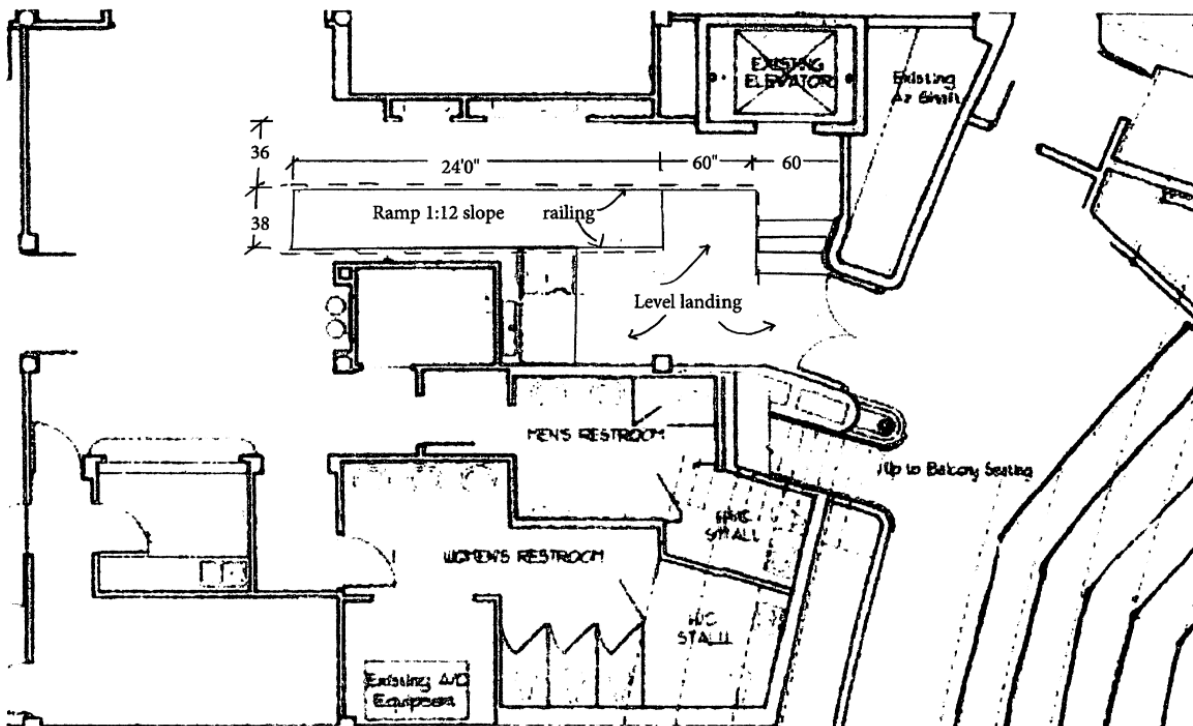 EXISTING
ELEVATOR
Existing
36
24'0"
60"
60
Ramp 1:12 slope
railing
38
Level landing
MEN'S RESTROOM
Up to Balcony Seating
H/C
STALL
WOMEN'S RESTROOM
H/C
STALL
Existing A/C
Equipment